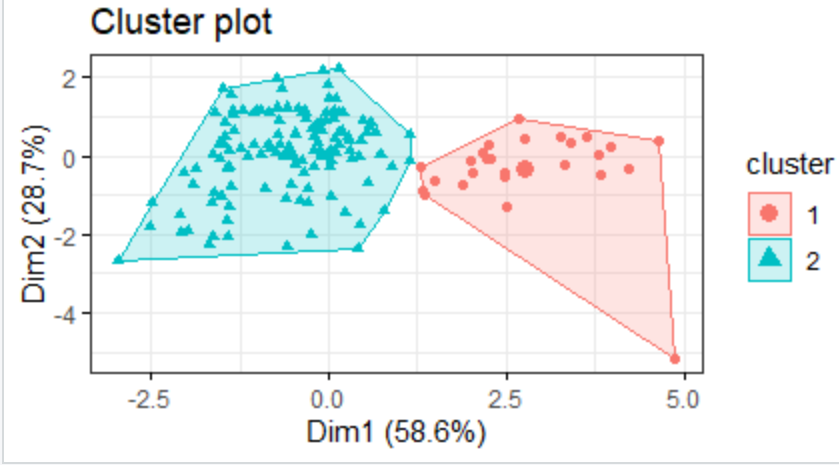 Cluster plot
2
0
-2
-4
Dim2 (28.7%)
-2.5
0.0
2.5
5.0
Dim1 (58.6%)
cluster
1
2